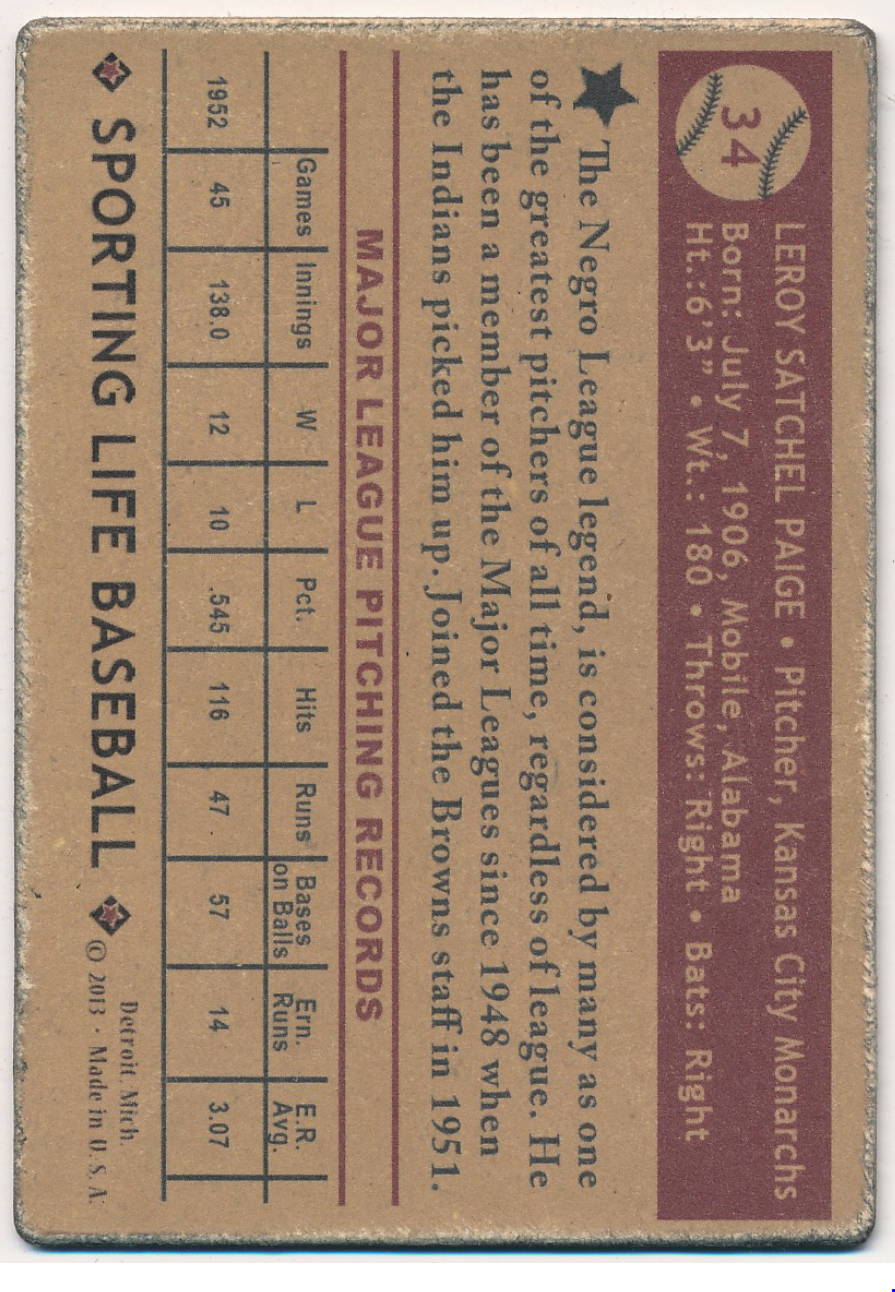 34
LEROY SATCHEL PAIGE • Pitcher, Kansas City Monarchs
Born: July 7, 1906, Mobile, Alabama
Ht.:6'3" • Wt.: 180 • Throws: Right • Bats: Right
The Negro League legend, is considered by many as one
of the greatest pitchers of all time, regardless of league. He
has been a member of the Major Leagues since 1948 when
the Indians picked him up. Joined the Browns staff in 1951.
MAJOR LEAGUE PITCHING RECORDS
Games Innings W L Pct. Hits Runs Bases on Balls Ern. Runs E.R. Avg.
1952 45 138.0 12 10 .545 116 47 57 14 3.07
SPORTING LIFE BASEBALL
Detroit, Mich.
© 2013 · Made in U.S.A.